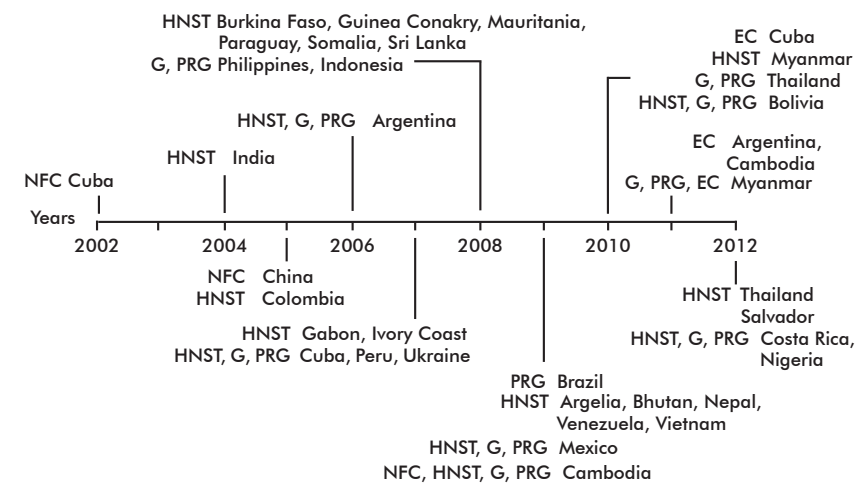 HNST Burkina Faso, Guinea Conakry, Mauritania,
Paraguay, Somalia, Sri Lanka
G, PRG Philippines, Indonesia
EC Cuba
HNST Myanmar
G, PRG Thailand
HNST, G, PRG Bolivia
HNST, G, PRG Argentina
EC Argentina,
Cambodia
G, PRG, EC Myanmar
HNST India
NFC Cuba
Years
2002 2004 2006 2008 2010 2012
NFC China
HNST Colombia
HNST Gabon, Ivory Coast
HNST, G, PRG Cuba, Peru, Ukraine
HNST Thailand
Salvador
HNST, G, PRG Costa Rica,
Nigeria
PRG Brazil
HNST Argelia, Bhutan, Nepal,
Venezuela, Vietnam
HNST, G, PRG Mexico
NFC, HNST, G, PRG Cambodia